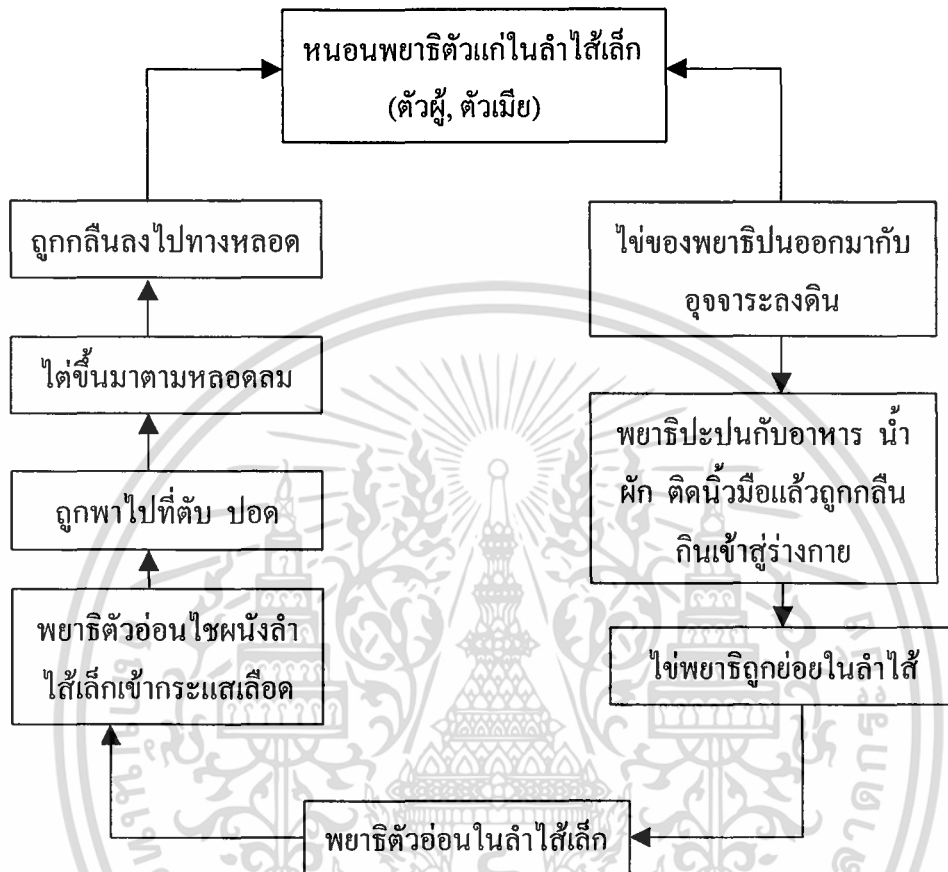 หนอนพยาธิตัวแก่ในลำไส้เล็ก
(ตัวผู้, ตัวเมีย)
ถูกกลืนลงไปทางหลอด
ไข่ของพยาธิปนออกมากับ
อุจจาระลงดิน
ไต่ขึ้นมาตามหลอดลม
พยาธิปะปนกับอาหาร น้ำ
ผัก ติดนิ้วมือแล้วถูกกลืน
กินเข้าสู่ร่างกาย
ถูกพาไปที่ตับ ปอด
พยาธิตัวอ่อนไชผนังลำ
ไส้เล็กเข้ากระแสเลือด
ไข่พยาธิถูกย่อยในลำไส้
พยาธิตัวอ่อนในลำไส้เล็ก